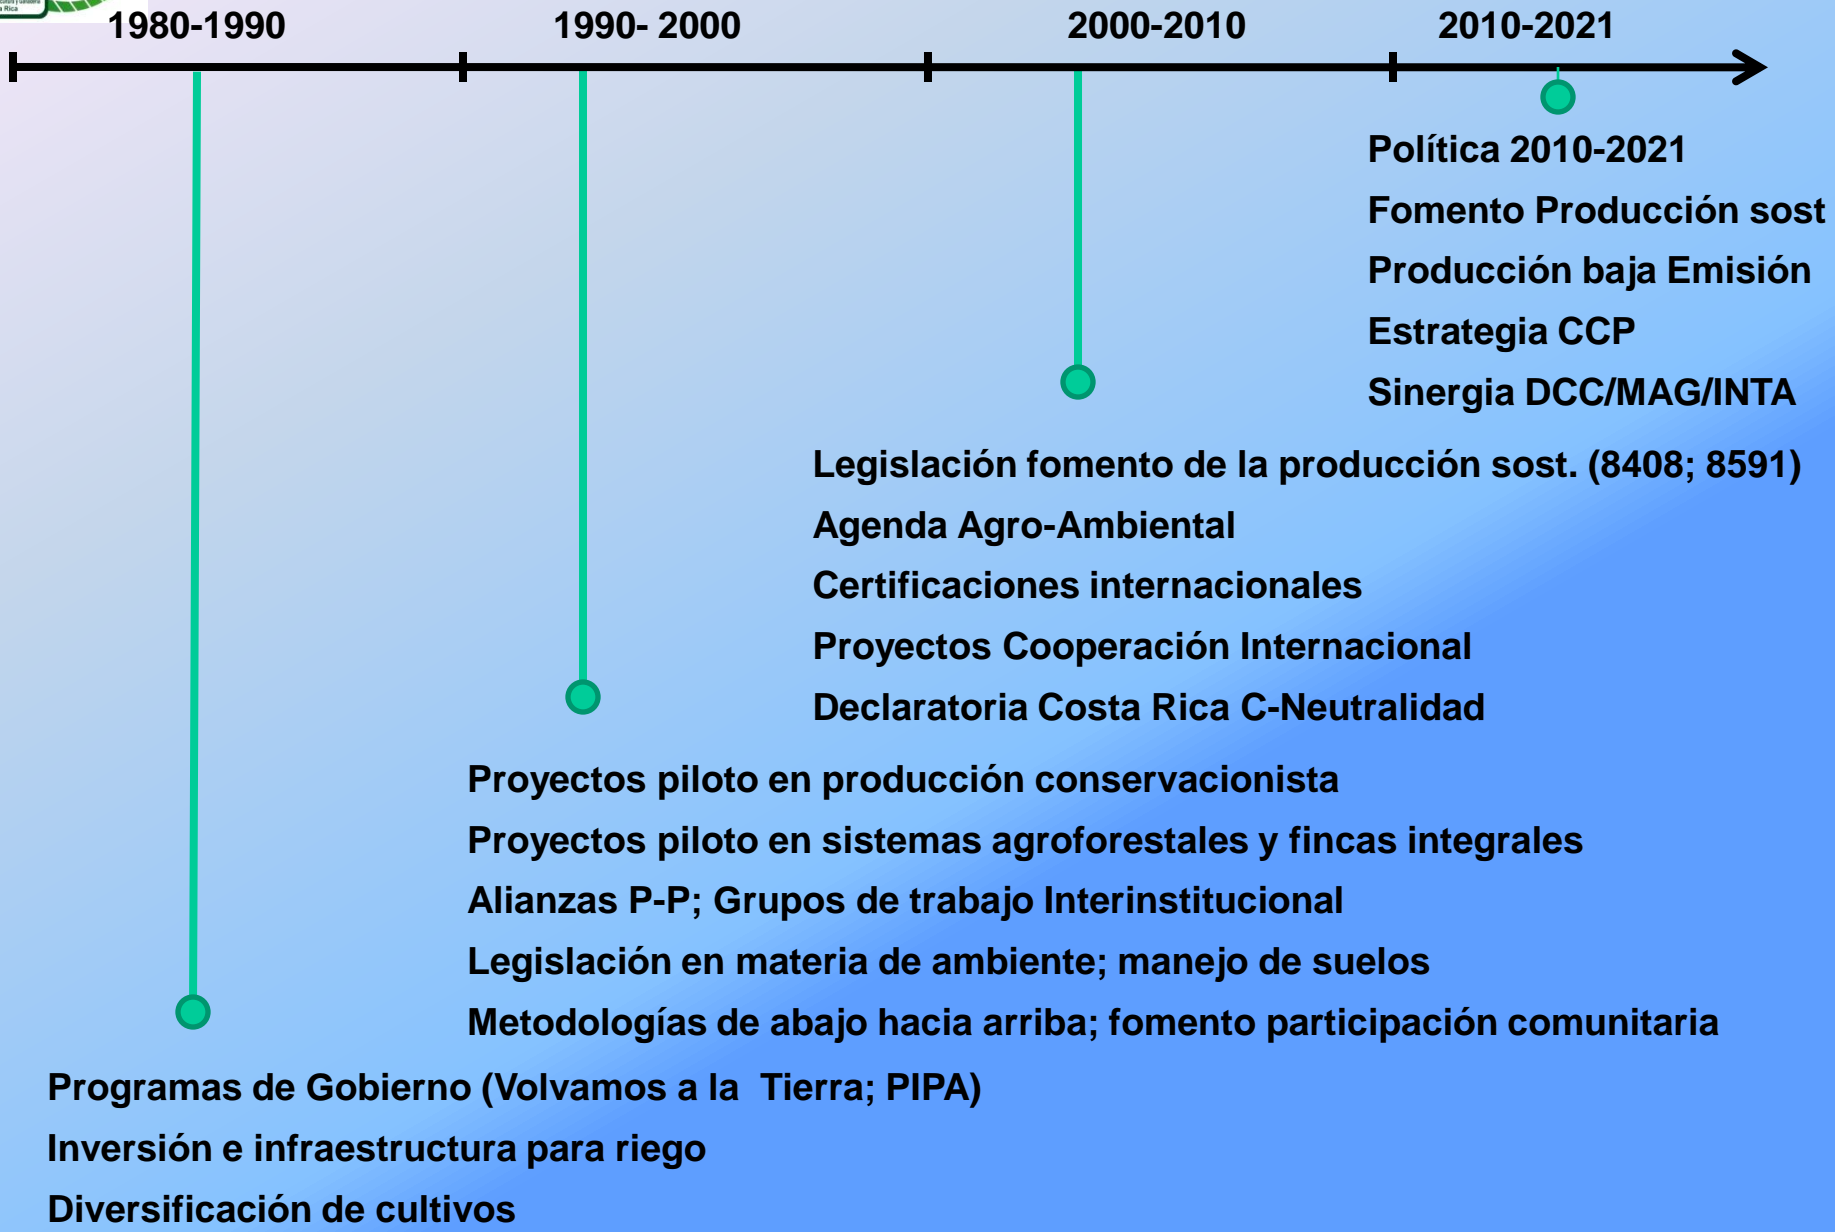 a Rica
1980-1990
1990- 2000
2000-2010
2010-2021
Política 2010-2021
Fomento Producción sost
Producción baja Emisión
Estrategia CCP
Sinergia DCC/MAG/INTA
Legislación fomento de la producción sost. (8408; 8591)
Agenda Agro-Ambiental
Certificaciones internacionales
Proyectos Cooperación Internacional
Declaratoria Costa Rica C-Neutralidad
Proyectos piloto en producción conservacionista
Proyectos piloto en sistemas agroforestales y fincas integrales
Alianzas P-P; Grupos de trabajo Interinstitucional
Legislación en materia de ambiente; manejo de suelos
Metodologías de abajo hacia arriba; fomento participación comunitaria
Programas de Gobierno (Volvamos a la  Tierra; PIPA)
Inversión e infraestructura para riego
Diversificación de cultivos